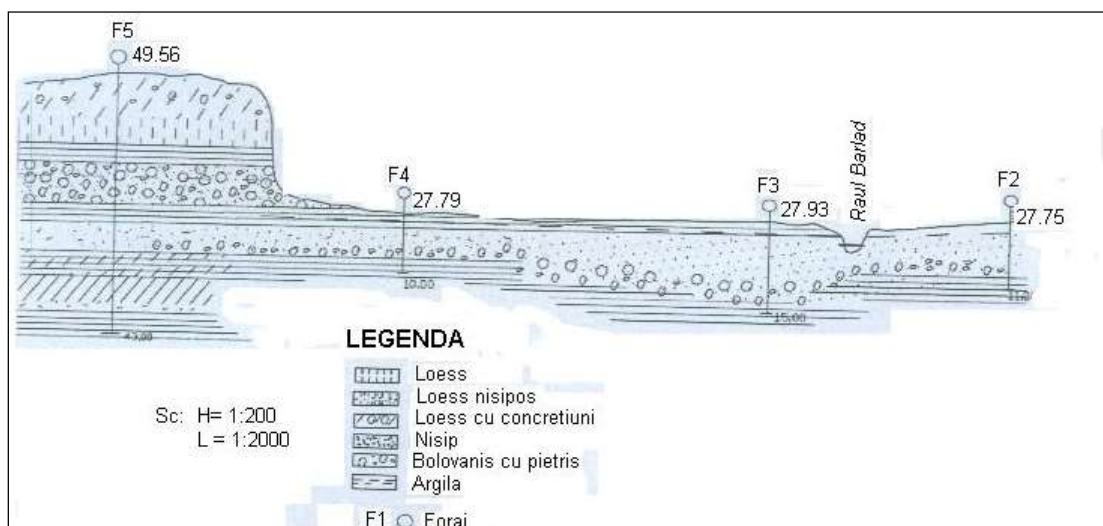 F5
49.56
F4
27.79
F3
27.93
Raul Barlad
F2
27.75
10.00
15.00
LEGENDA
Loess
Loess nisipos
Loess cu concretiuni
Nisip
Bolovanis cu pietris
Argila
F1 Foraj
Sc: H= 1:200
L = 1:2000